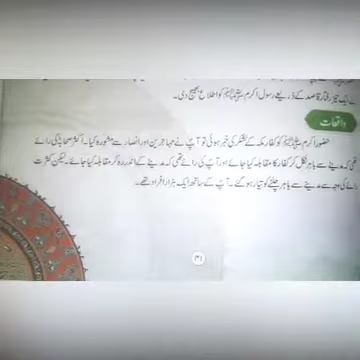 ۔ ایک تیز رفتار قاصد کے ذریعے رسول اکرم ﷺ کو اطلاع بھیج دی۔
واقعات
حضور اکرم ﷺ کو کفار مکہ کے لشکر کی خبر ہوئی تو آپؐ نے مہاجرین اور انصار سے مشورہ کیا۔ اکثر صحابہؓ کی رائے
تھی کہ مدینے سے باہر نکل کر کفار کا مقابلہ کیا جائے اور آپؐ کی رائے تھی کہ مدینے کے اندر رہ کر مقابلہ کیا جائے۔ لیکن کثرت
رائے کی وجہ سے مدینے سے باہر چلنے کو تیار ہو گئے۔ آپؐ کے ساتھ ایک ہزار افراد تھے۔